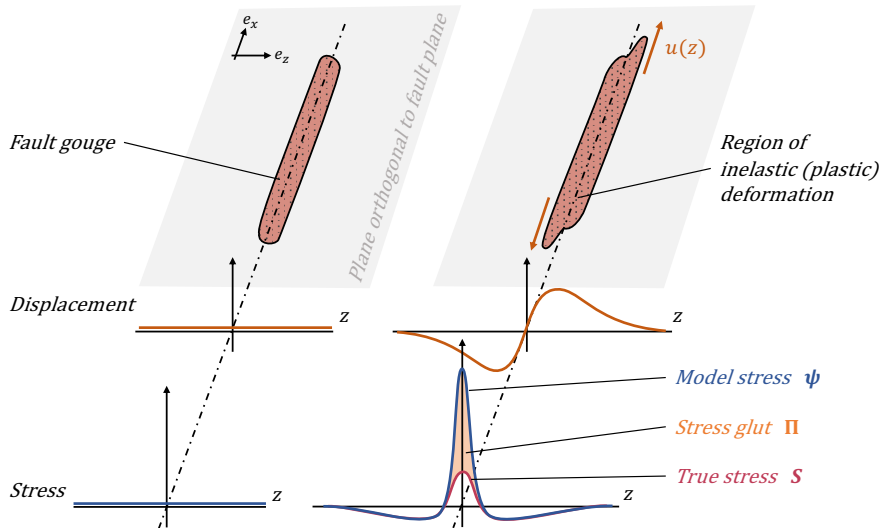 e_x
e_z
u(z)
Plane orthogonal to fault plane
Fault gouge
Region of
inelastic (plastic)
deformation
Displacement
z
z
Model stress ψ
Stress glut Π
True stress S
Stress
z
z